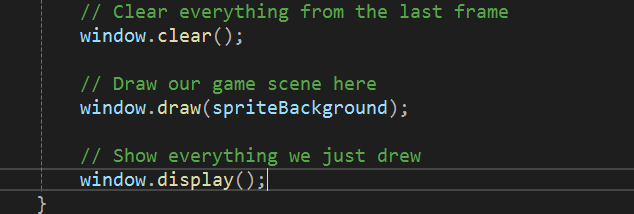 // Clear everything from the last frame
window.clear();
// Draw our game scene here
window.draw(spriteBackground);
// Show everything we just drew
window.display();
}